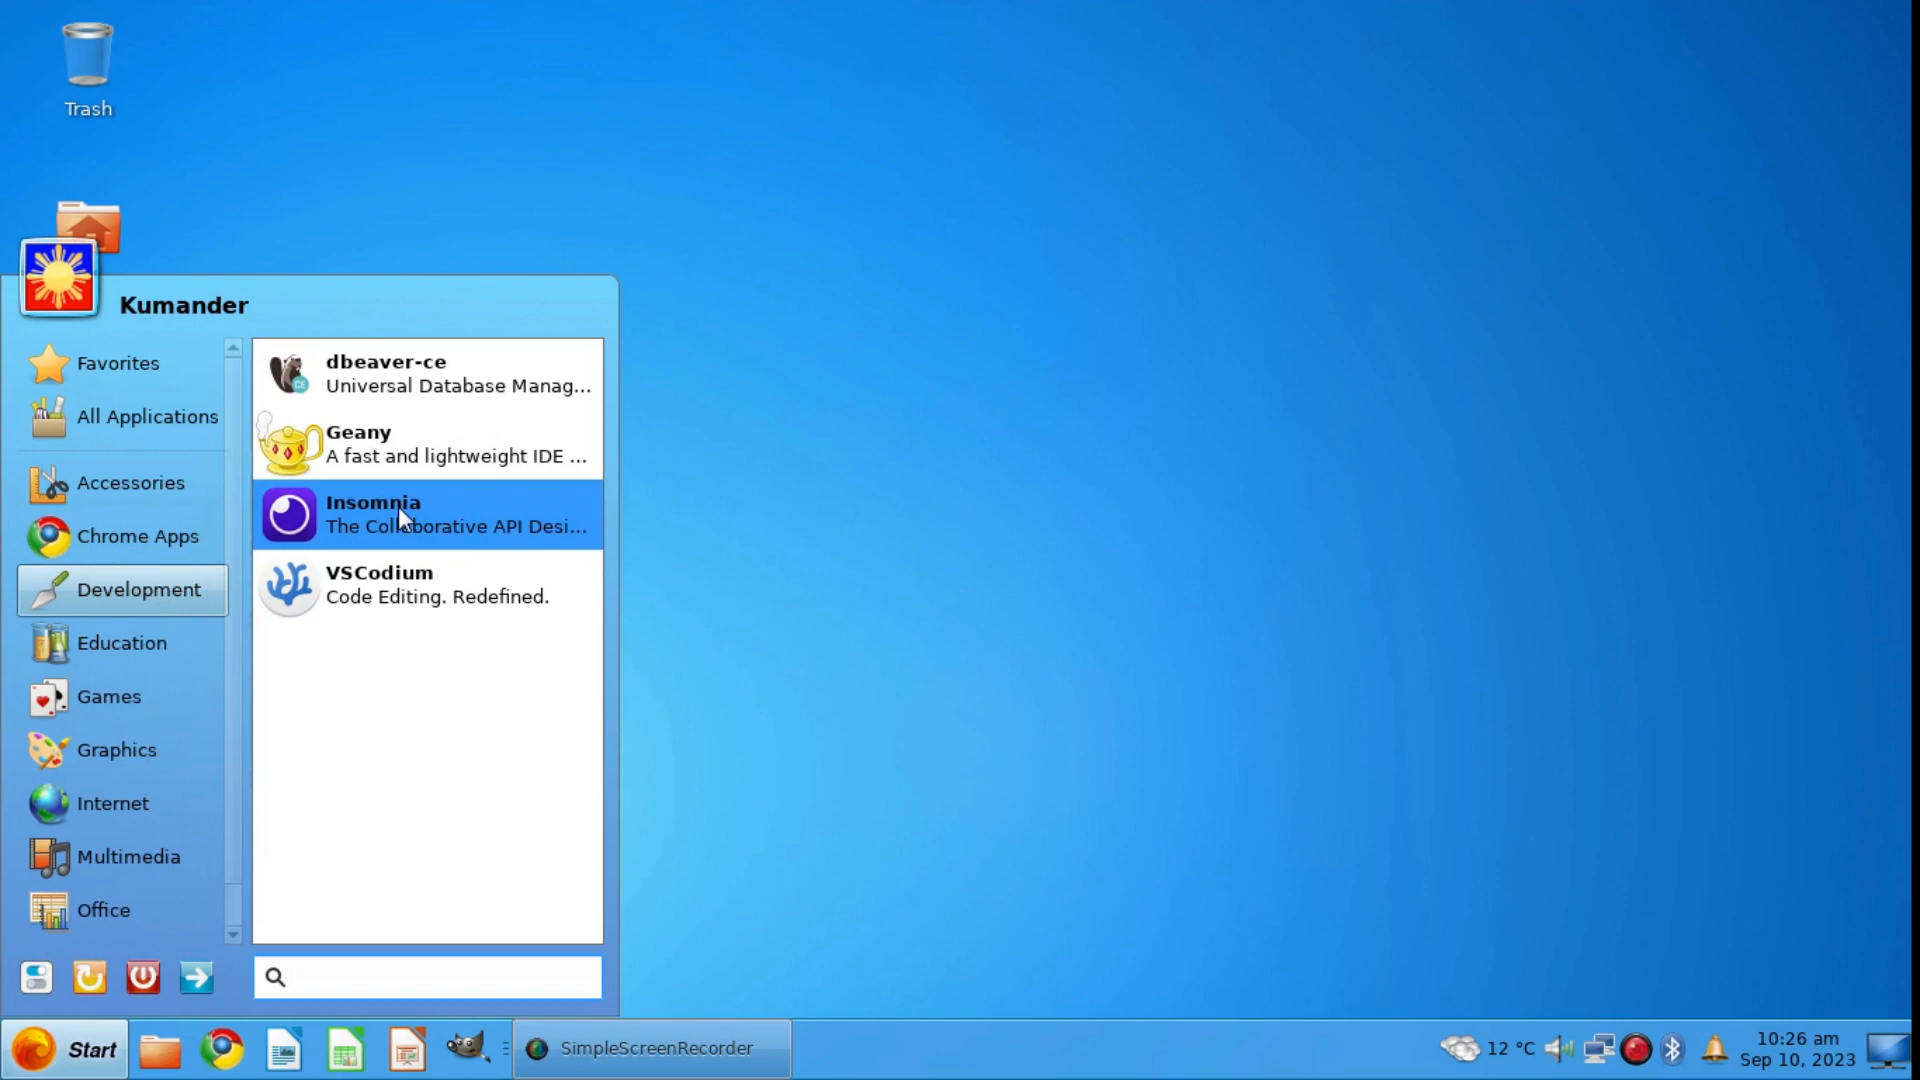 Trash
Kumander
Favorites
All Applications
Accessories
Chrome Apps
Development
Education
Games
Graphics
Internet
Multimedia
Office
dbeaver-ce
Universal Database Manag...
CE
Geany
A fast and lightweight IDE ...
Insomnia
The Collaborative API Desi...
VSCodium
Code Editing. Redefined.
Start
SimpleScreenRecorder
12 °C
10:26 am
Sep 10, 2023